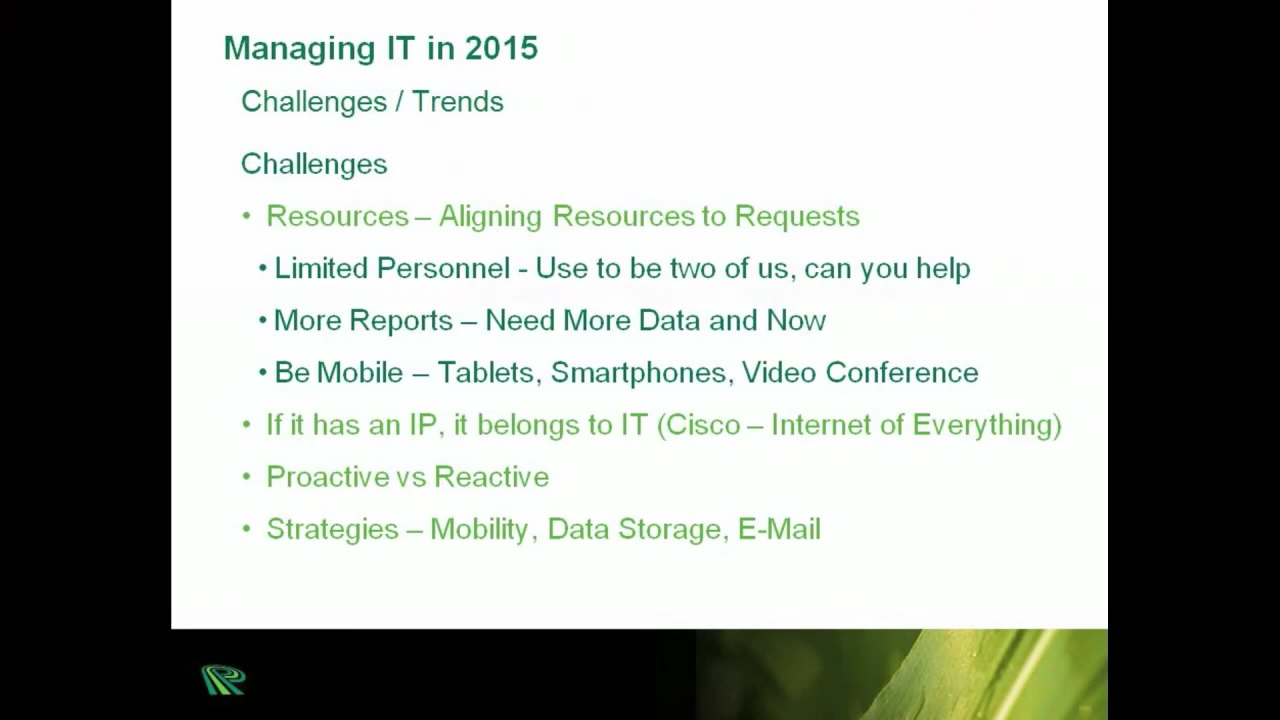 Managing IT in 2015
Challenges / Trends
Challenges
• Resources – Aligning Resources to Requests
• Limited Personnel - Use to be two of us, can you help
• More Reports – Need More Data and Now
• Be Mobile – Tablets, Smartphones, Video Conference
• If it has an IP, it belongs to IT (Cisco – Internet of Everything)
• Proactive vs Reactive
• Strategies – Mobility, Data Storage, E-Mail